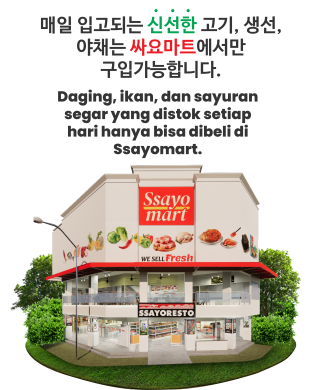 매일 입고되는 신선한 고기, 생선,
야채는 싸요마트에서만
구입가능합니다.
Daging, ikan, dan sayuran
segar yang distok setiap
hari hanya bisa dibeli di
Ssayomart.
Ssayo
mart
WE SELL Fresh
SSAYORESTO